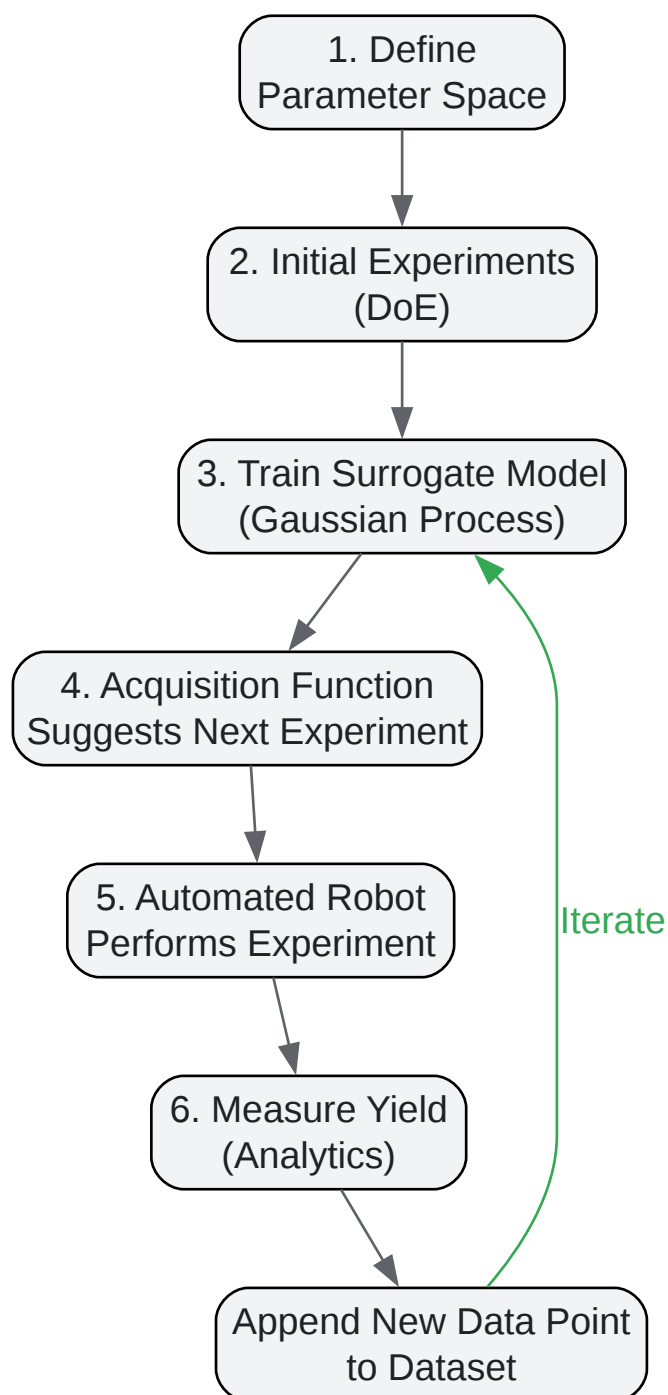 1. Define
Parameter Space
2. Initial Experiments
(DoE)
3. Train Surrogate Model
(Gaussian Process)
4. Acquisition Function
Suggests Next Experiment
5. Automated Robot
Performs Experiment
Iterate
6. Measure Yield
(Analytics)
Append New Data Point
to Dataset